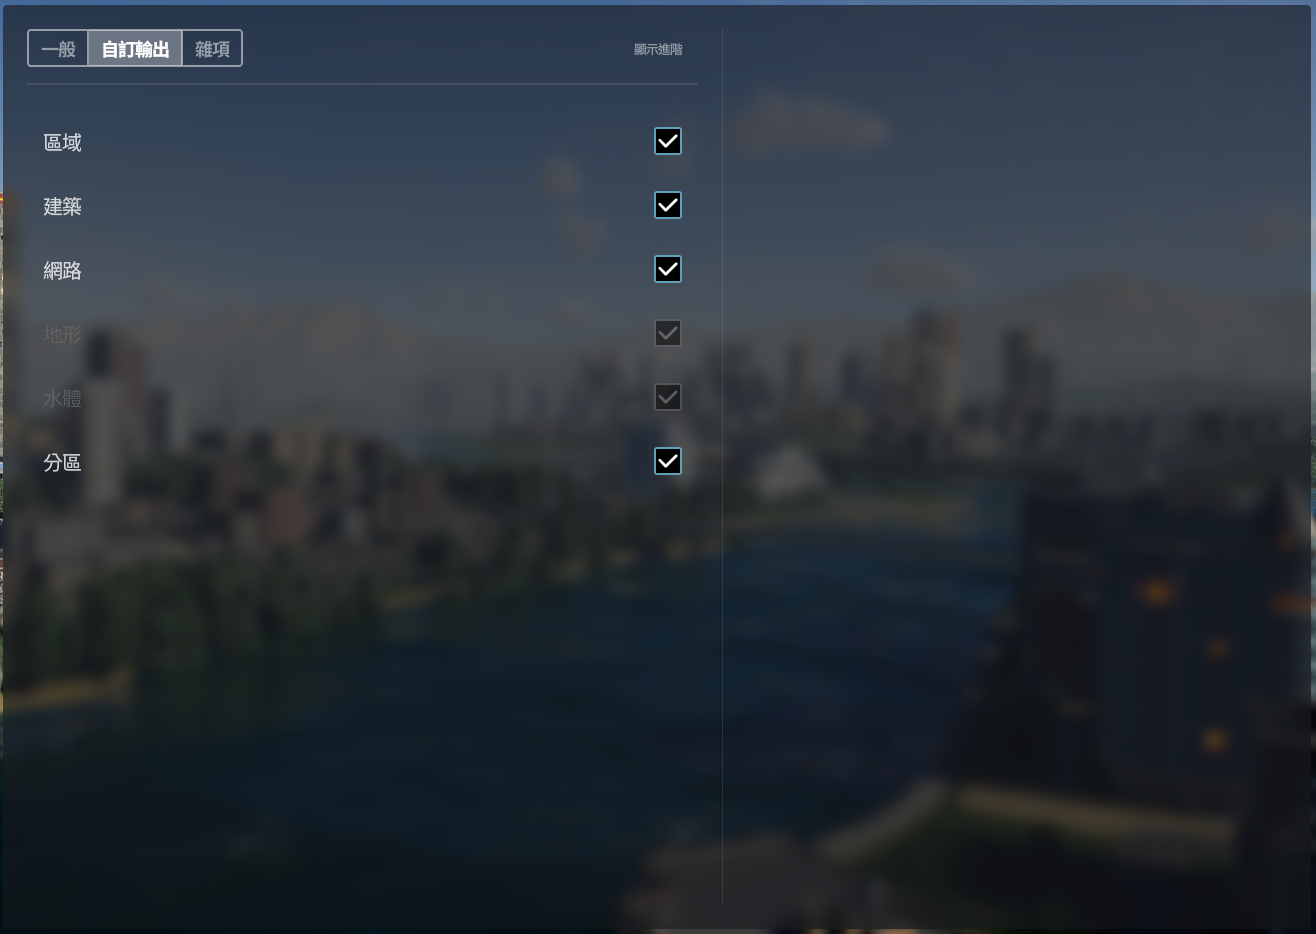 一般 自訂輸出 雜項 顯示進階
區域
建築
網路
地形
水體
分區